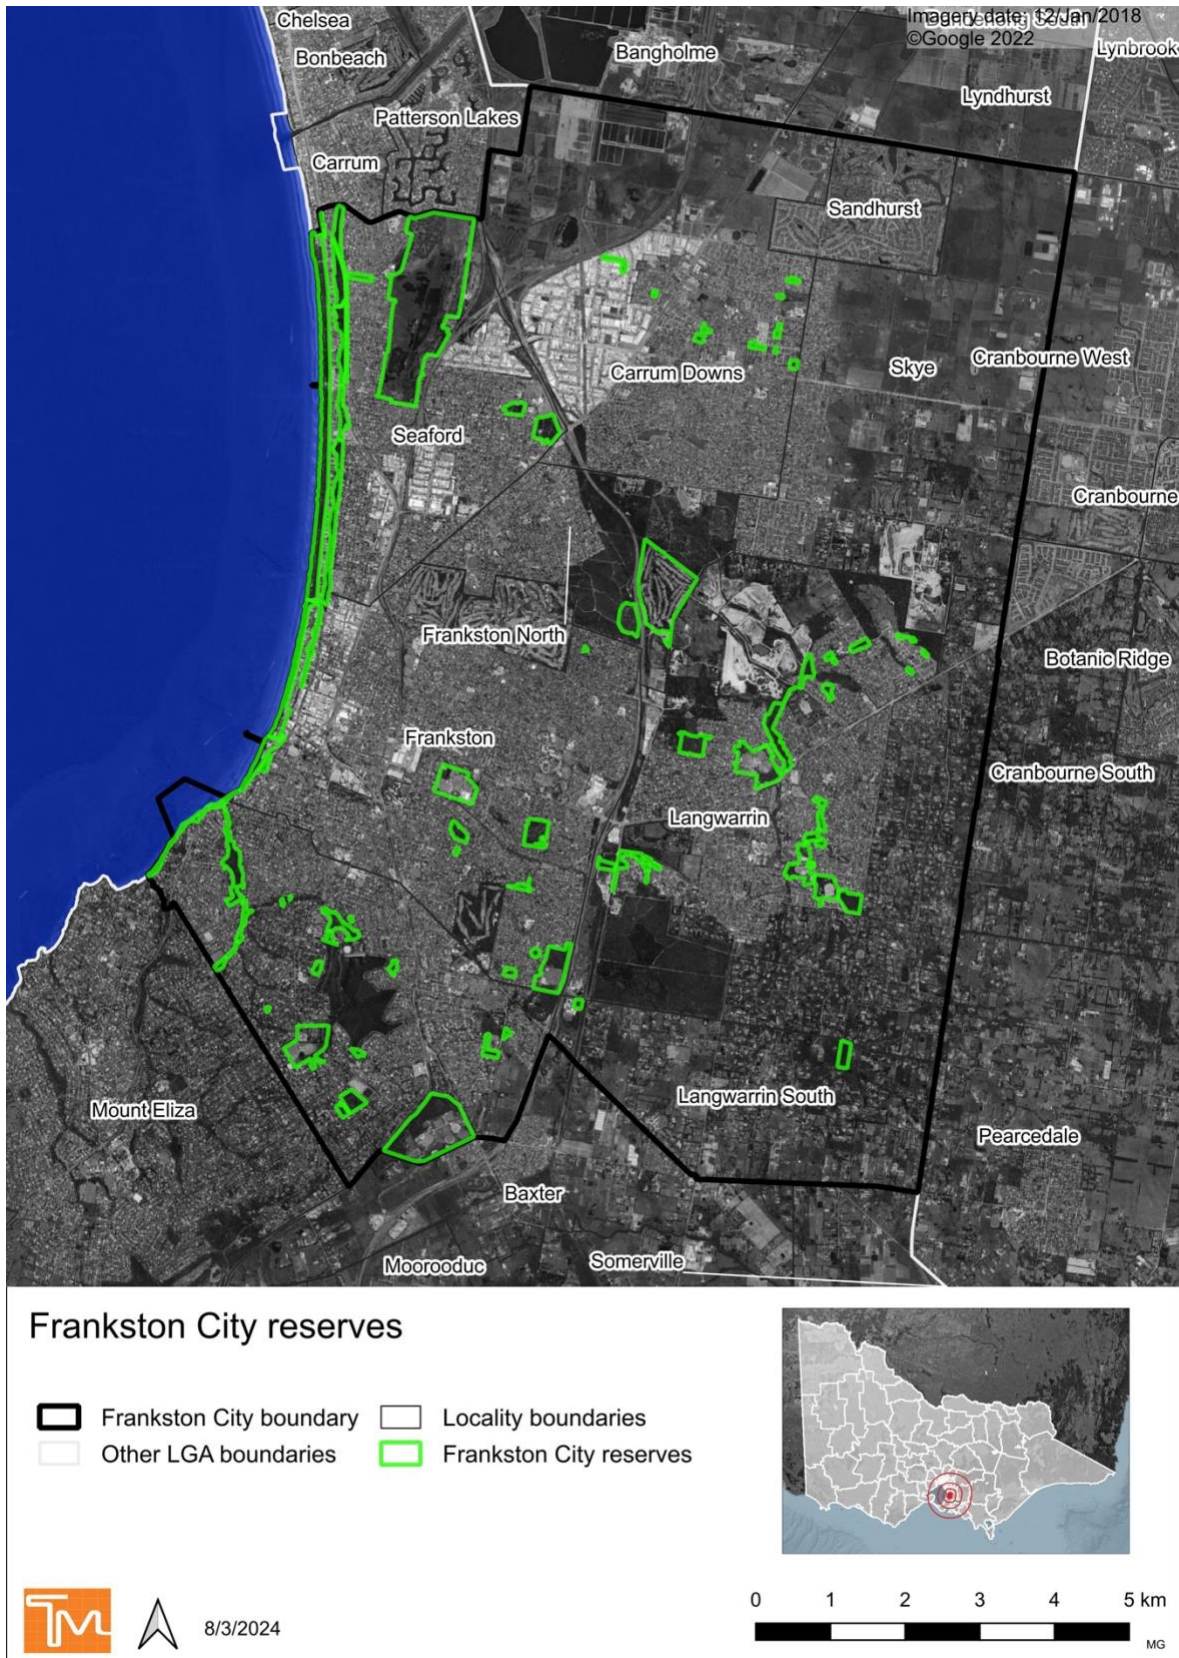 Chelsea
Imagery date: 12/Jan/2018
©Google 2022
Bonbeach
Bangholme
Lynbrook
Lyndhurst
Patterson Lakes
Carrum
Sandhurst
Carrum Downs
Skye
Cranbourne West
Seaford
Cranbourne
Frankston North
Botanic Ridge
Frankston
Cranbourne South
Langwarrin
Mount Eliza
Langwarrin South
Pearcedale
Baxter
Moorooduc
Somerville
Frankston City reserves
Frankston City boundary
Locality boundaries
Other LGA boundaries
Frankston City reserves
TM
8/3/2024
0 1 2 3 4 5 km
MG